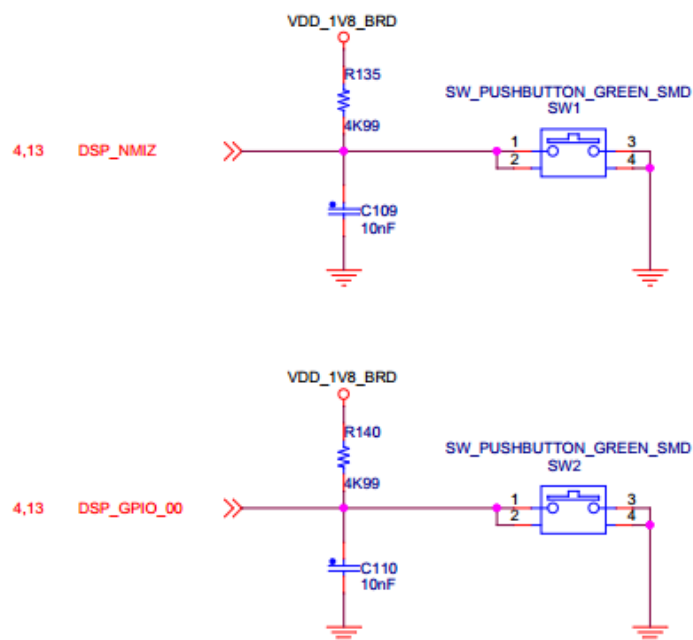 VDD_1V8_BRD
R135
4K99
SW_PUSHBUTTON_GREEN_SMD
SW1
1
2
3
4
4,13 DSP_NMIZ
C109
10nF
VDD_1V8_BRD
R140
4K99
SW_PUSHBUTTON_GREEN_SMD
SW2
1
2
3
4
4,13 DSP_GPIO_00
C110
10nF